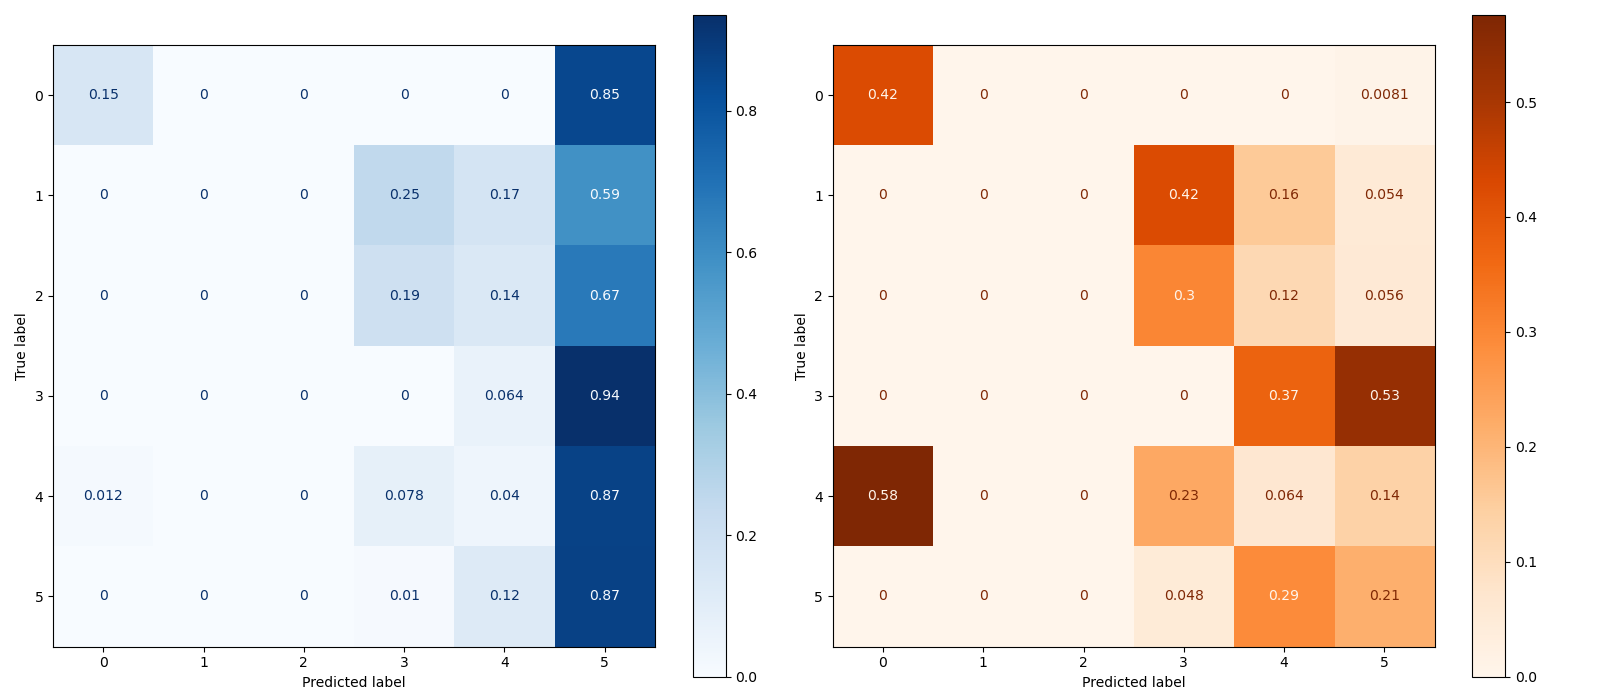 0 0.15 0 0 0 0 0.85
1 0 0 0 0.25 0.17 0.59
2 0 0 0 0.19 0.14 0.67
3 0 0 0 0 0.064 0.94
4 0.012 0 0 0.078 0.04 0.87
5 0 0 0 0.01 0.12 0.87
0 1 2 3 4 5
Predicted label
True label
0.8
0.6
0.4
0.2
0.0
0 0.42 0 0 0 0 0.0081
1 0 0 0 0.42 0.16 0.054
2 0 0 0 0.3 0.12 0.056
3 0 0 0 0 0.37 0.53
4 0.58 0 0 0.23 0.064 0.14
5 0 0 0 0.048 0.29 0.21
0 1 2 3 4 5
Predicted label
True label
0.5
0.4
0.3
0.2
0.1
0.0